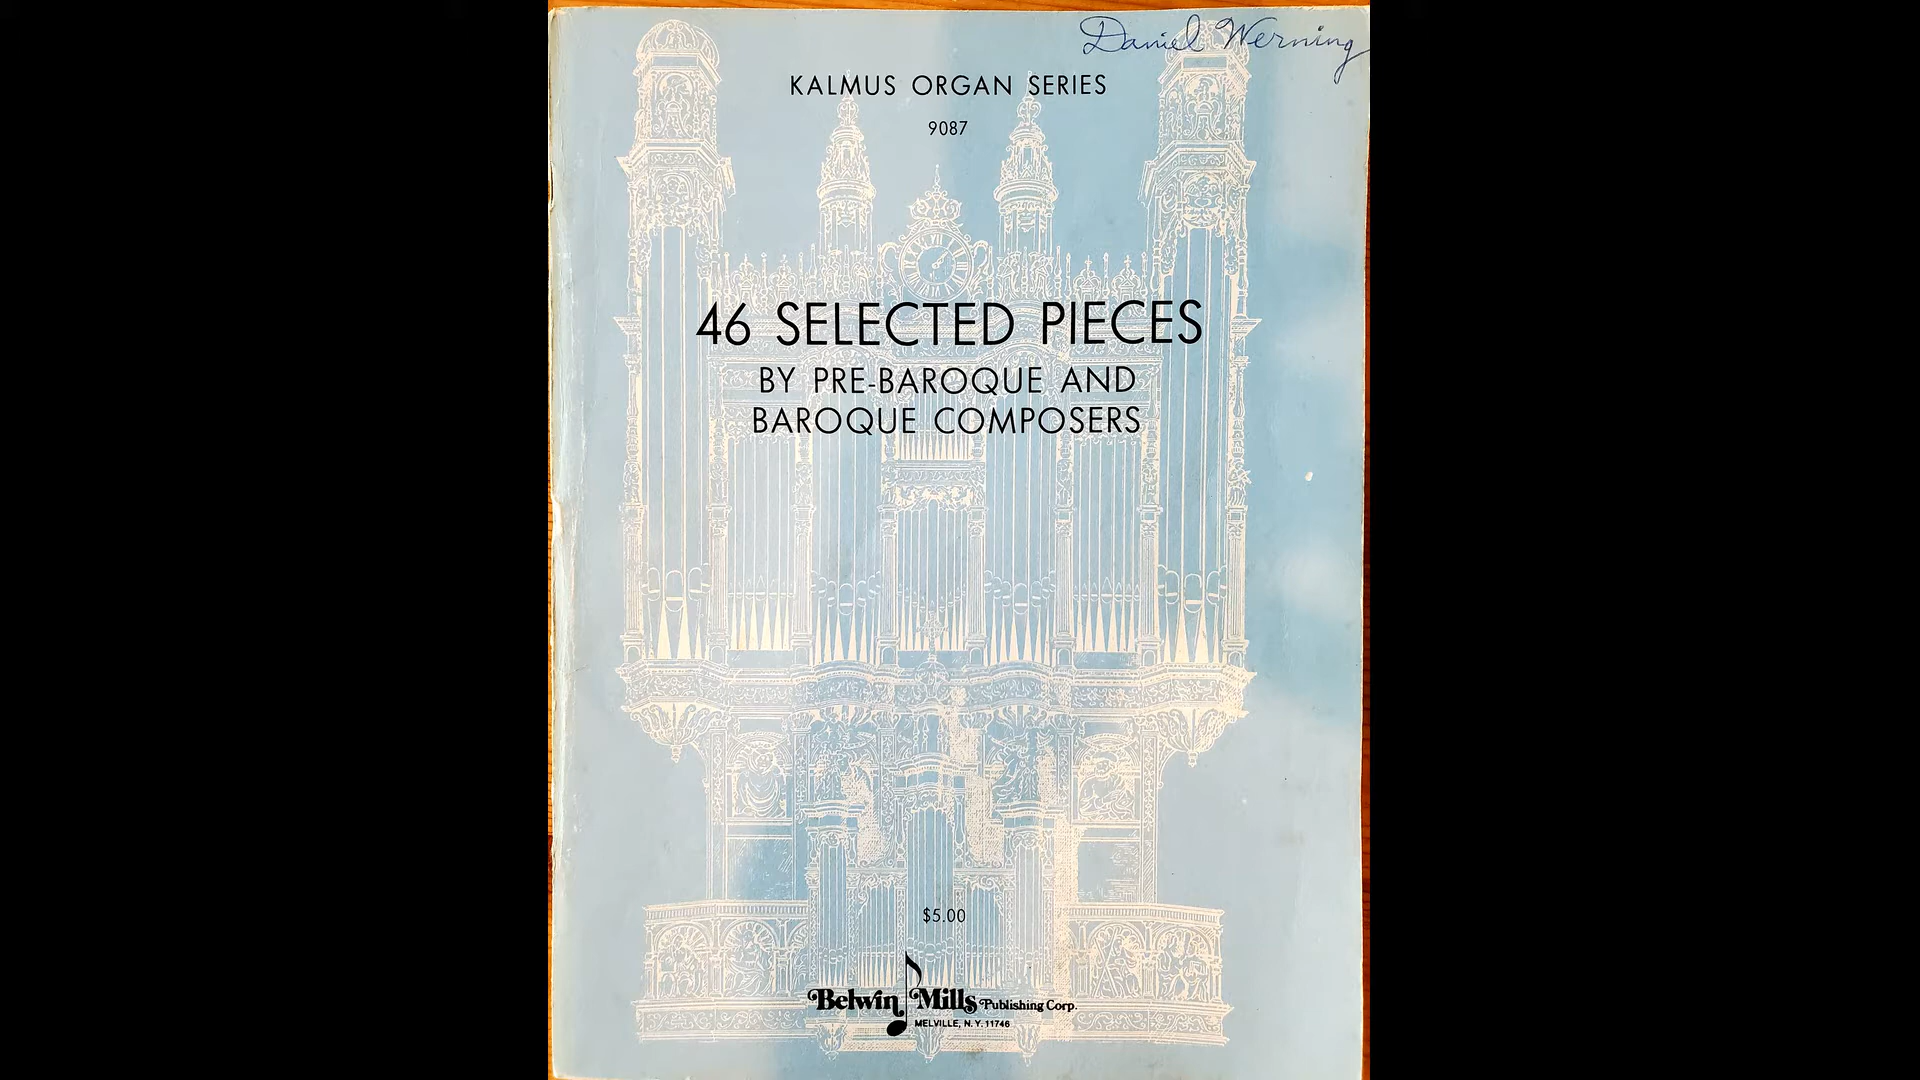 Daniel Werning
KALMUS ORGAN SERIES
9087
46 SELECTED PIECES
BY PRE-BAROQUE AND
BAROQUE COMPOSERS
$5.00
Belwin Mills Publishing Corp.
MELVILLE, N.Y. 11746